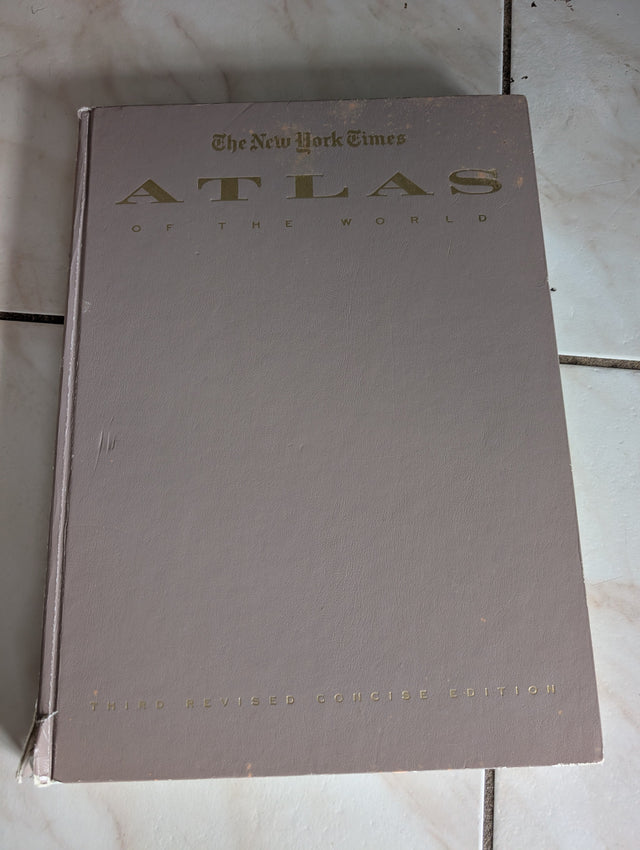 The New York Times
ATLAS
OF THE WORLD
THIRD REVISED CONCISE EDITION